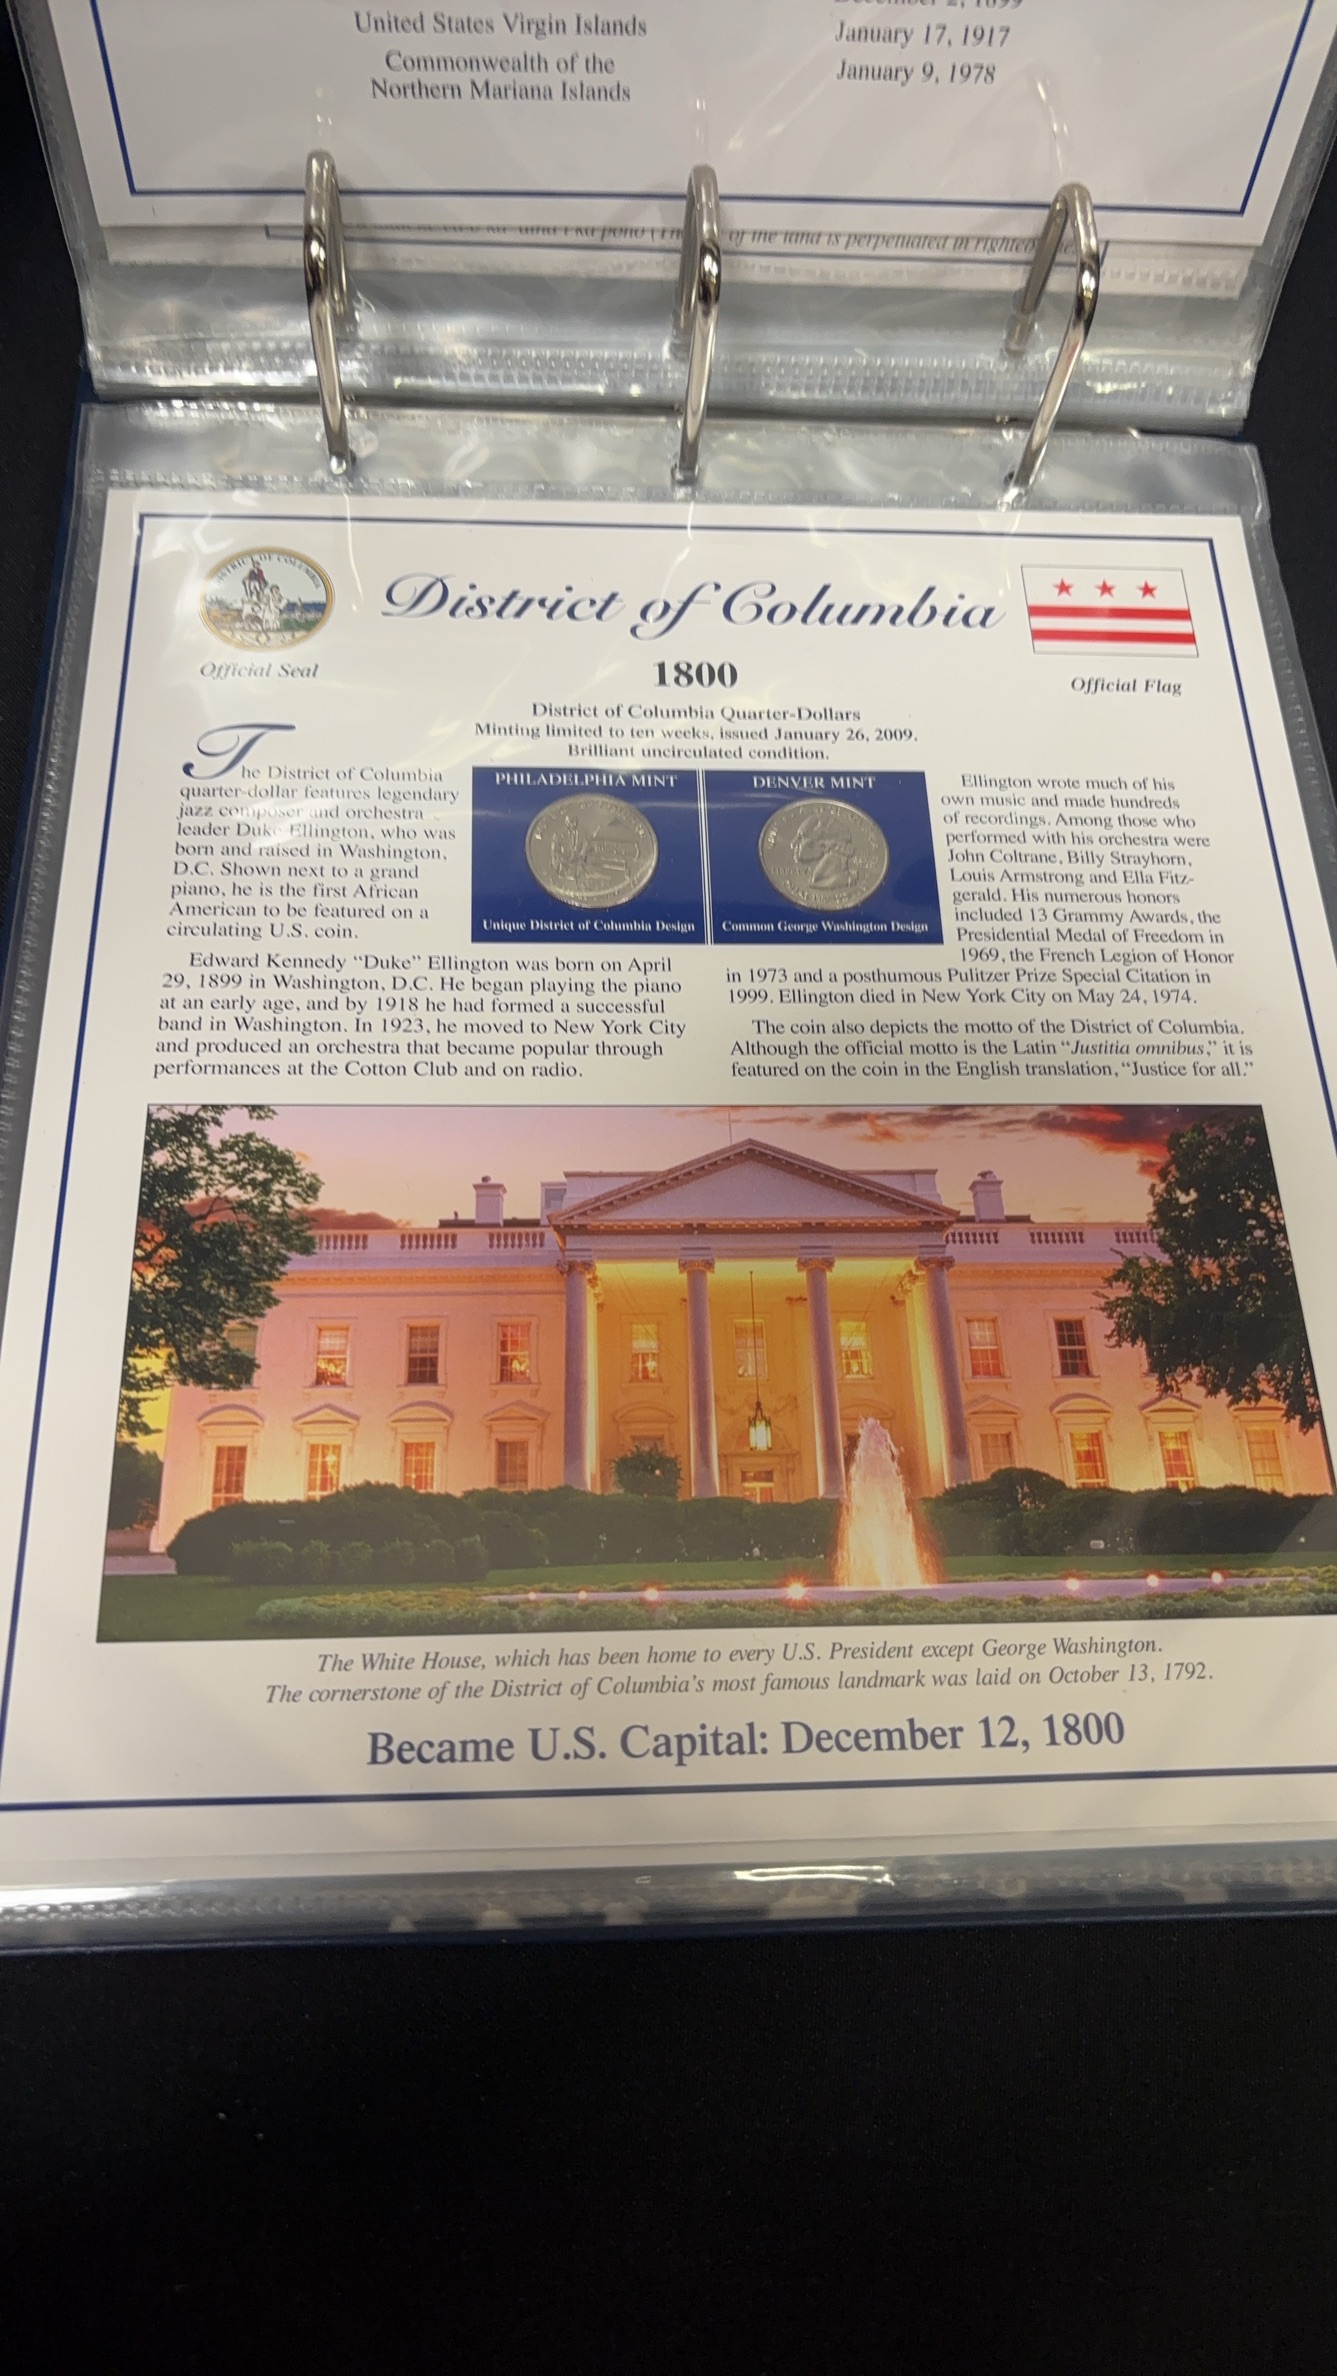 United States Virgin Islands
January 17, 1917
Commonwealth of the
Northern Mariana Islands
January 9, 1978
of the land is perpetuated in
DISTRICT OF COLUMBIA
Official Seal
District of Columbia
1800
Official Flag
District of Columbia Quarter-Dollars
Minting limited to ten weeks, issued January 26, 2009.
Brilliant uncirculated condition.
PHILADELPHIA MINT
Unique District of Columbia Design
DENVER MINT
Common George Washington Design
The District of Columbia
quarter-dollar features legendary
jazz composer and orchestra
leader Duke Ellington, who was
born and raised in Washington,
D.C. Shown next to a grand
piano, he is the first African
American to be featured on a
circulating U.S. coin.
Edward Kennedy “Duke” Ellington was born on April
29, 1899 in Washington, D.C. He began playing the piano
at an early age, and by 1918 he had formed a successful
band in Washington. In 1923, he moved to New York City
and produced an orchestra that became popular through
performances at the Cotton Club and on radio.
Ellington wrote much of his
own music and made hundreds
of recordings. Among those who
performed with his orchestra were
John Coltrane, Billy Strayhorn,
Louis Armstrong and Ella Fitz-
gerald. His numerous honors
included 13 Grammy Awards, the
Presidential Medal of Freedom in
1969, the French Legion of Honor
in 1973 and a posthumous Pulitzer Prize Special Citation in
1999. Ellington died in New York City on May 24, 1974.
The coin also depicts the motto of the District of Columbia.
Although the official motto is the Latin “Justitia omnibus,” it is
featured on the coin in the English translation, “Justice for all.”
The White House, which has been home to every U.S. President except George Washington.
The cornerstone of the District of Columbia’s most famous landmark was laid on October 13, 1792.
Became U.S. Capital: December 12, 1800